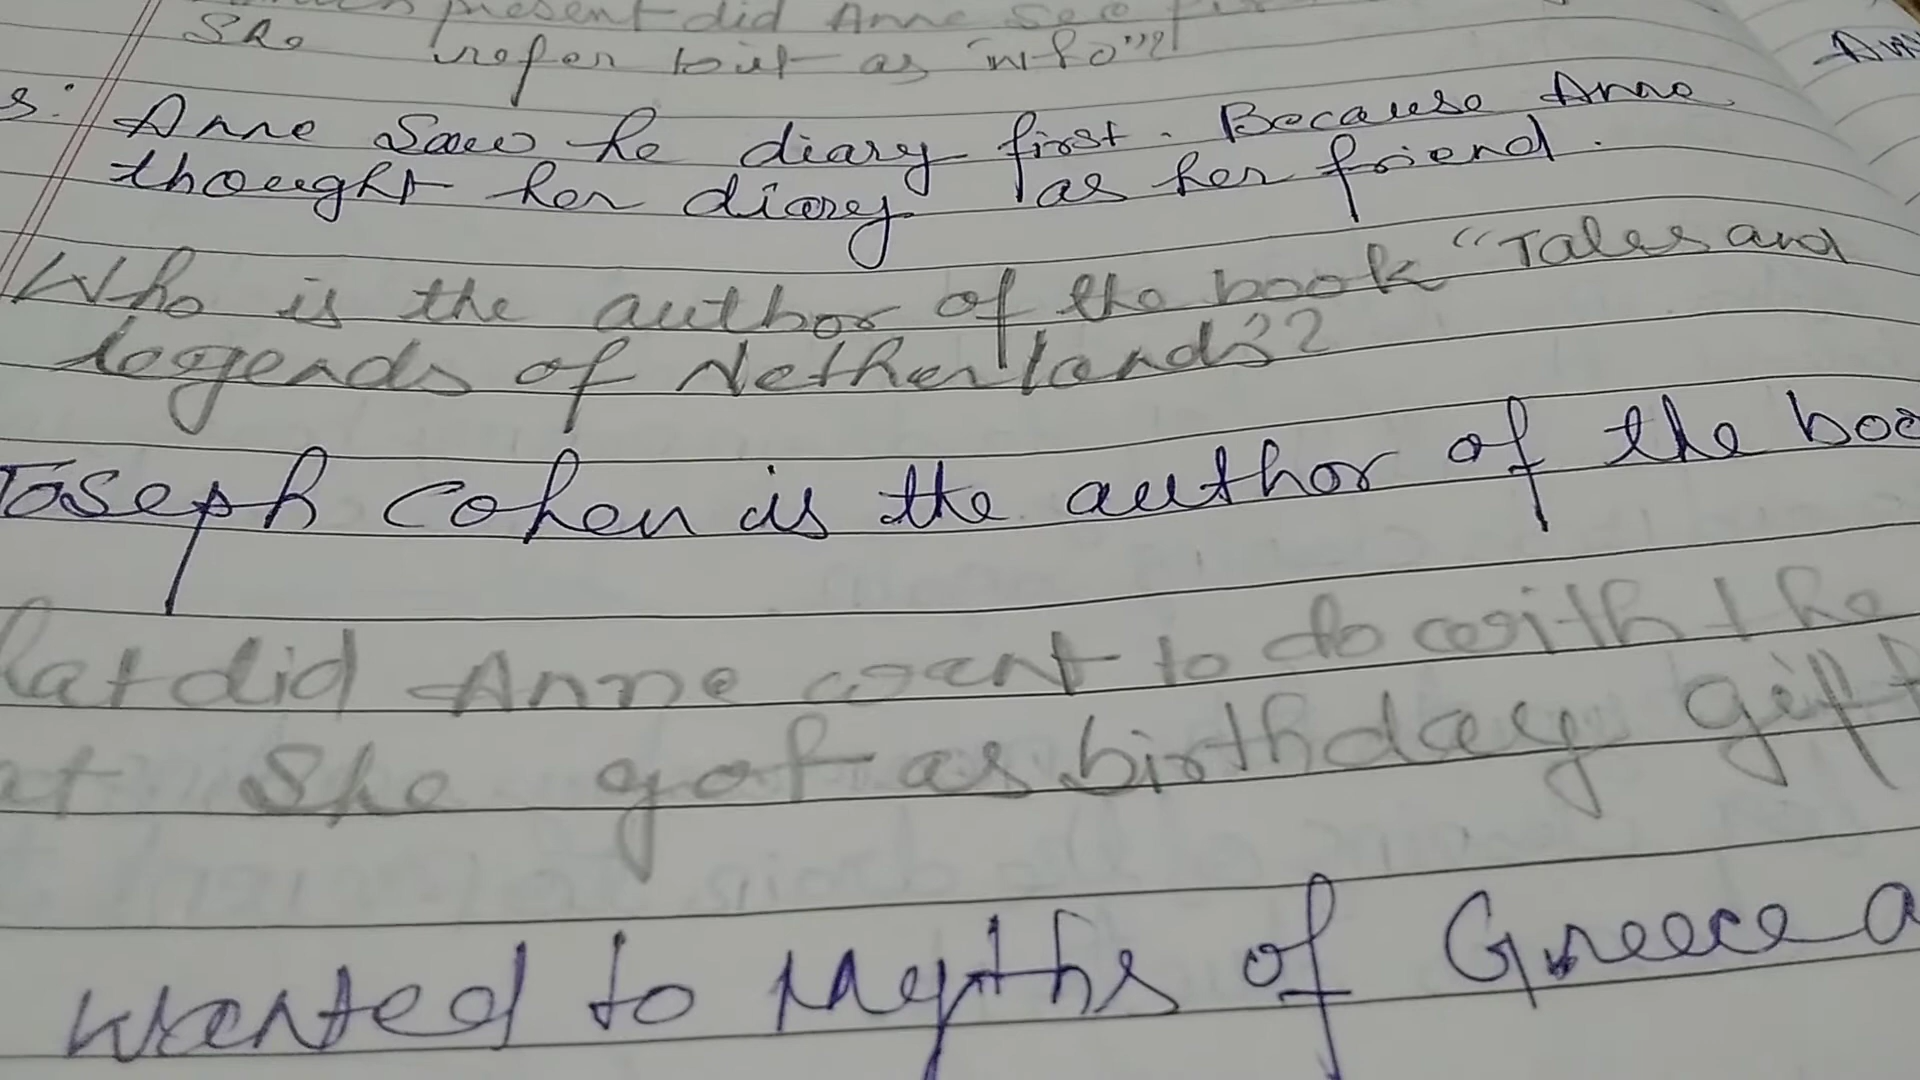 present did Anne see
She refer to it as
s: Anne Saw he diary first. Because Anne
thought her diary as her friend.
Who is the author of the book "Tales and
legends of Netherlands??
Joseph Cohen is the author of the boo
hat did Anne want to do with the
at She got as birthday gift
wanted to Myths of Greece a